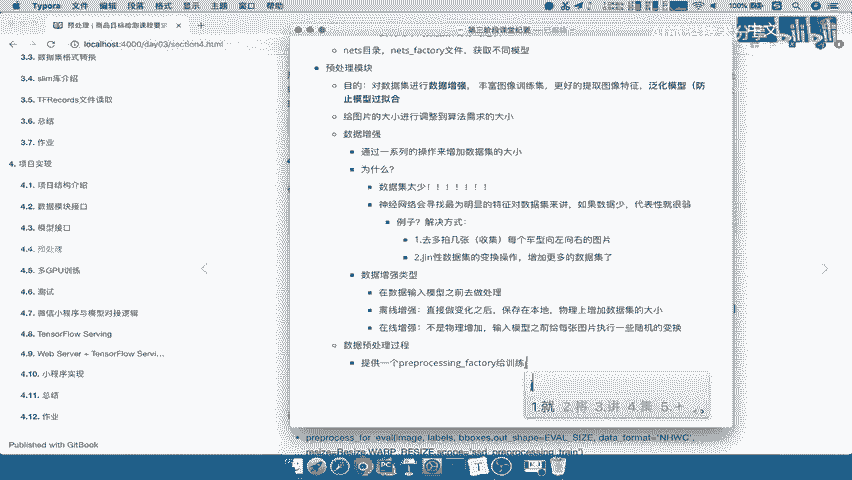 Typora 文件 编辑 段落 格式 显示 主题 窗口 帮助
100%
localhost:4000/day03/section4.html
第三阶段课堂纪要
3.3. 数据集格式转换
3.4. slim库介绍
3.5. TFRecords文件读取
3.6. 总结
3.7. 作业
4. 项目实现
4.1. 项目结构介绍
4.2. 数据模块接口
4.3. 模型接口
4.4. 预处理
4.5. 多GPU训练
4.6. 测试
4.7. 微信小程序与模型对接逻辑
4.8. TensorFlow Serving
4.9. Web Server + TensorFlow Servi...
4.10. 小程序实现
4.11. 总结
4.12. 作业
Published with GitBook
nets目录，nets_factory文件，获取不同模型
预处理模块
目的：对数据集进行数据增强， 丰富图像训练集，更好的提取图像特征，泛化模型（防
止模型过拟合
给图片的大小进行调整到算法需求的大小
数据增强
通过一系列的操作来增加数据集的大小
为什么？
数据集太少！！！！！！！
神经网络会寻找最为明显的特征对数据集来讲，如果数据少，代表性就很弱
例子？解决方式：
1.去多拍几张（收集）每个车型向左向右的图片
2.Jin性数据集的变换操作，增加更多的数据集了
数据增强类型
在数据输入模型之前去做处理
离线增强：直接做变化之后，保存在本地，物理上增加数据集的大小
在线增强：不是物理增加，输入模型之前给每张图片执行一些随机的变换
数据预处理过程
提供一个preprocessing_factory给训练
1.就 2.将 3.讲 4.集 5.+
preprocess_for_eval(image, labels, bboxes,out_shape=EVAL_SIZE, data_format='NHWC',